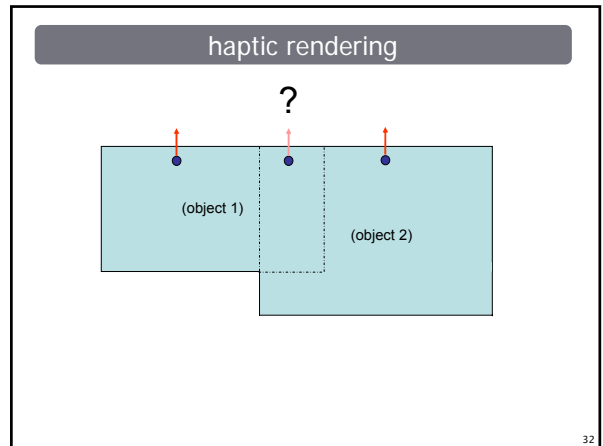 haptic rendering
?
(object 1)
(object 2)
32